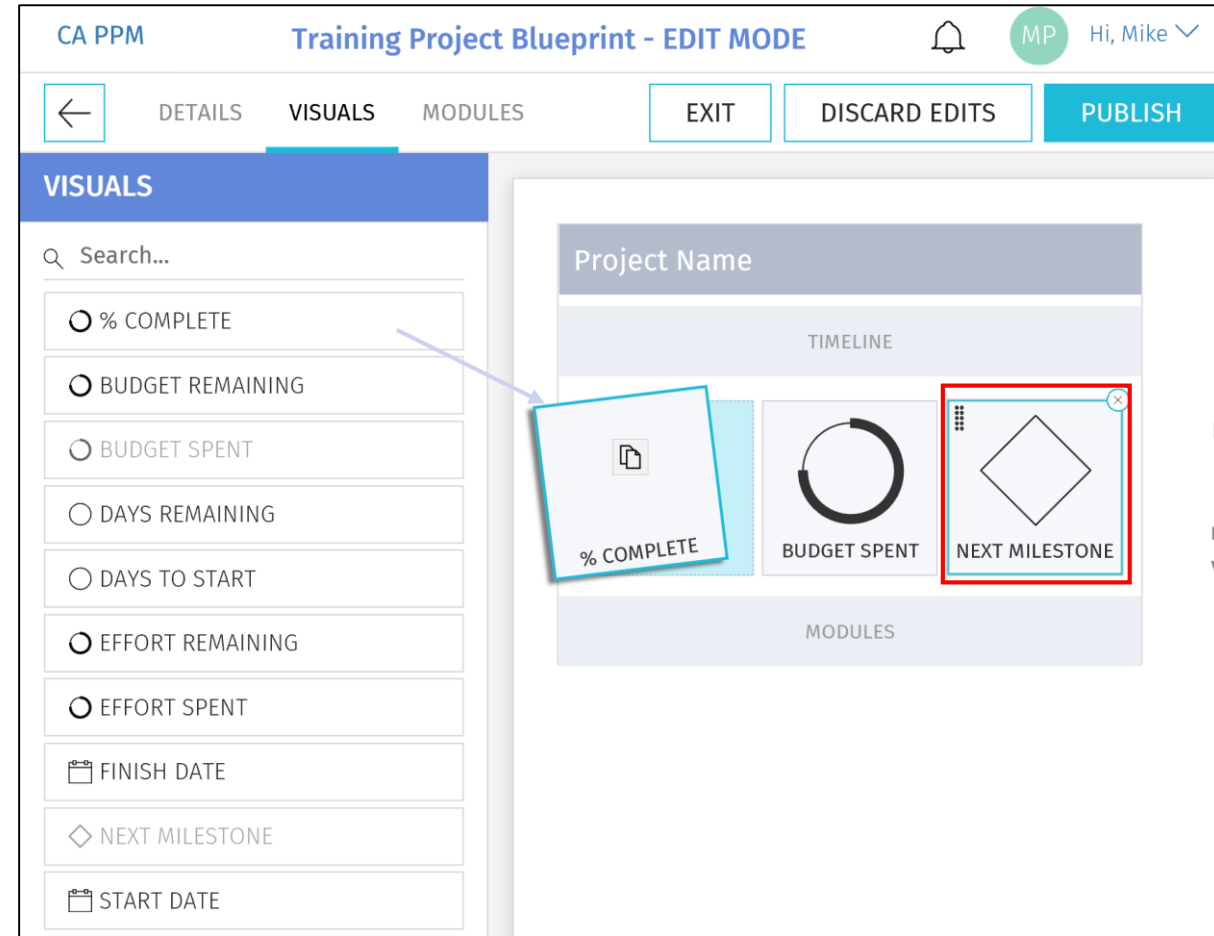 CA PPM
Training Project Blueprint - EDIT MODE
MP
Hi, Mike
DETAILS
VISUALS
MODULES
EXIT
DISCARD EDITS
PUBLISH
VISUALS
Search...
% COMPLETE
BUDGET REMAINING
BUDGET SPENT
DAYS REMAINING
DAYS TO START
EFFORT REMAINING
EFFORT SPENT
FINISH DATE
NEXT MILESTONE
START DATE
Project Name
TIMELINE
% COMPLETE
BUDGET SPENT
NEXT MILESTONE
MODULES